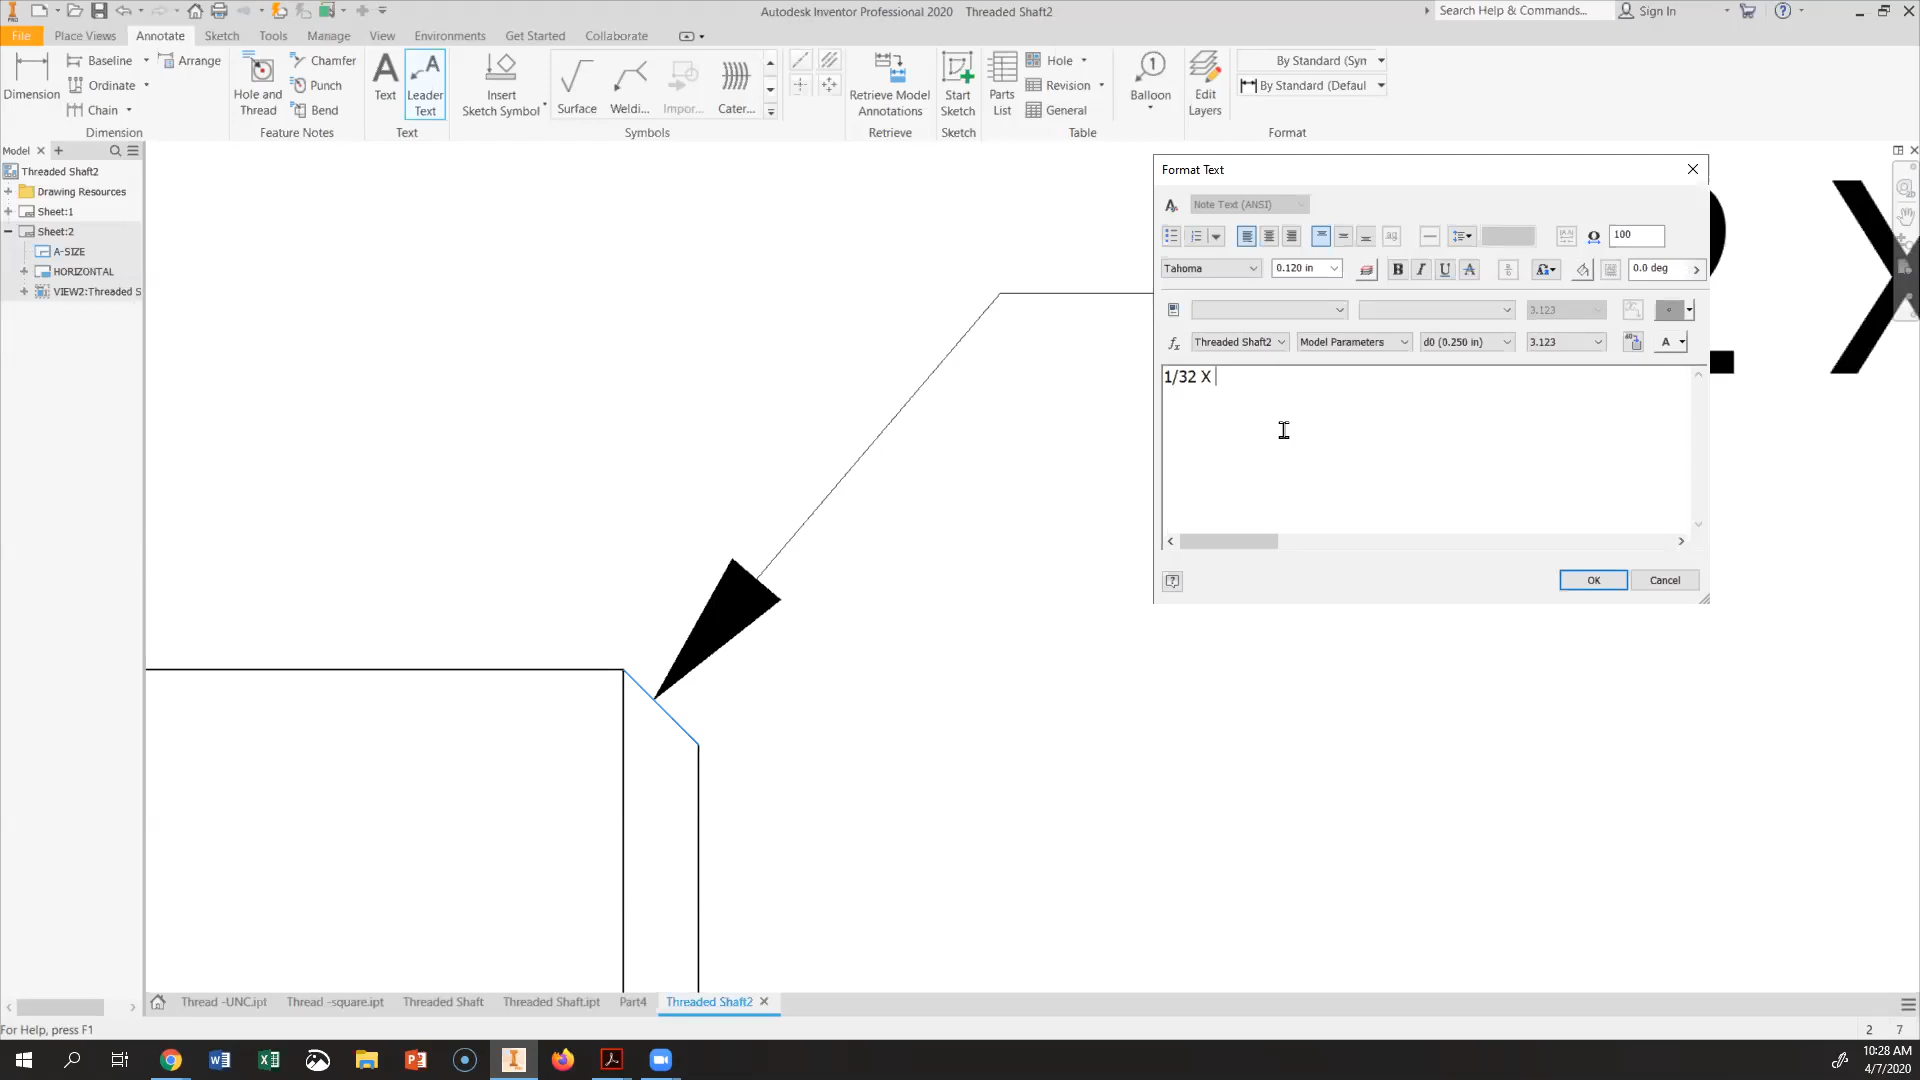 Autodesk Inventor Professional 2020 Threaded Shaft2
Search Help & Commands...
Sign In
PRO
File
Place Views
Annotate
Sketch
Tools
Manage
View
Environments
Get Started
Collaborate
Dimension
Baseline
Ordinate
Chain
Arrange
Dimension
Hole and Thread
Chamfer
Punch
Bend
Feature Notes
A
Text
A
Leader Text
Text
Insert Sketch Symbol
Surface
Weldi...
Impor...
Cater...
Symbols
Retrieve Model Annotations
Retrieve
Start Sketch
Sketch
Parts List
Hole
Revision
General
Table
1
Balloon
Edit Layers
By Standard (Syn
By Standard (Defaul
Format
Model
Threaded Shaft2
Drawing Resources
Sheet:1
Sheet:2
A-SIZE
HORIZONTAL
VIEW2:Threaded S
Format Text
Note Text (ANSI)
100
Tahoma
0.120 in
B I U A
0.0 deg
3.123
fx
Threaded Shaft2
Model Parameters
d0 (0.250 in)
3.123
A
1/32 X
OK
Cancel
X
Thread -UNC.ipt
Thread -square.ipt
Threaded Shaft
Threaded Shaft.ipt
Part4
Threaded Shaft2
For Help, press F1
2 7
10:28 AM
4/7/2020